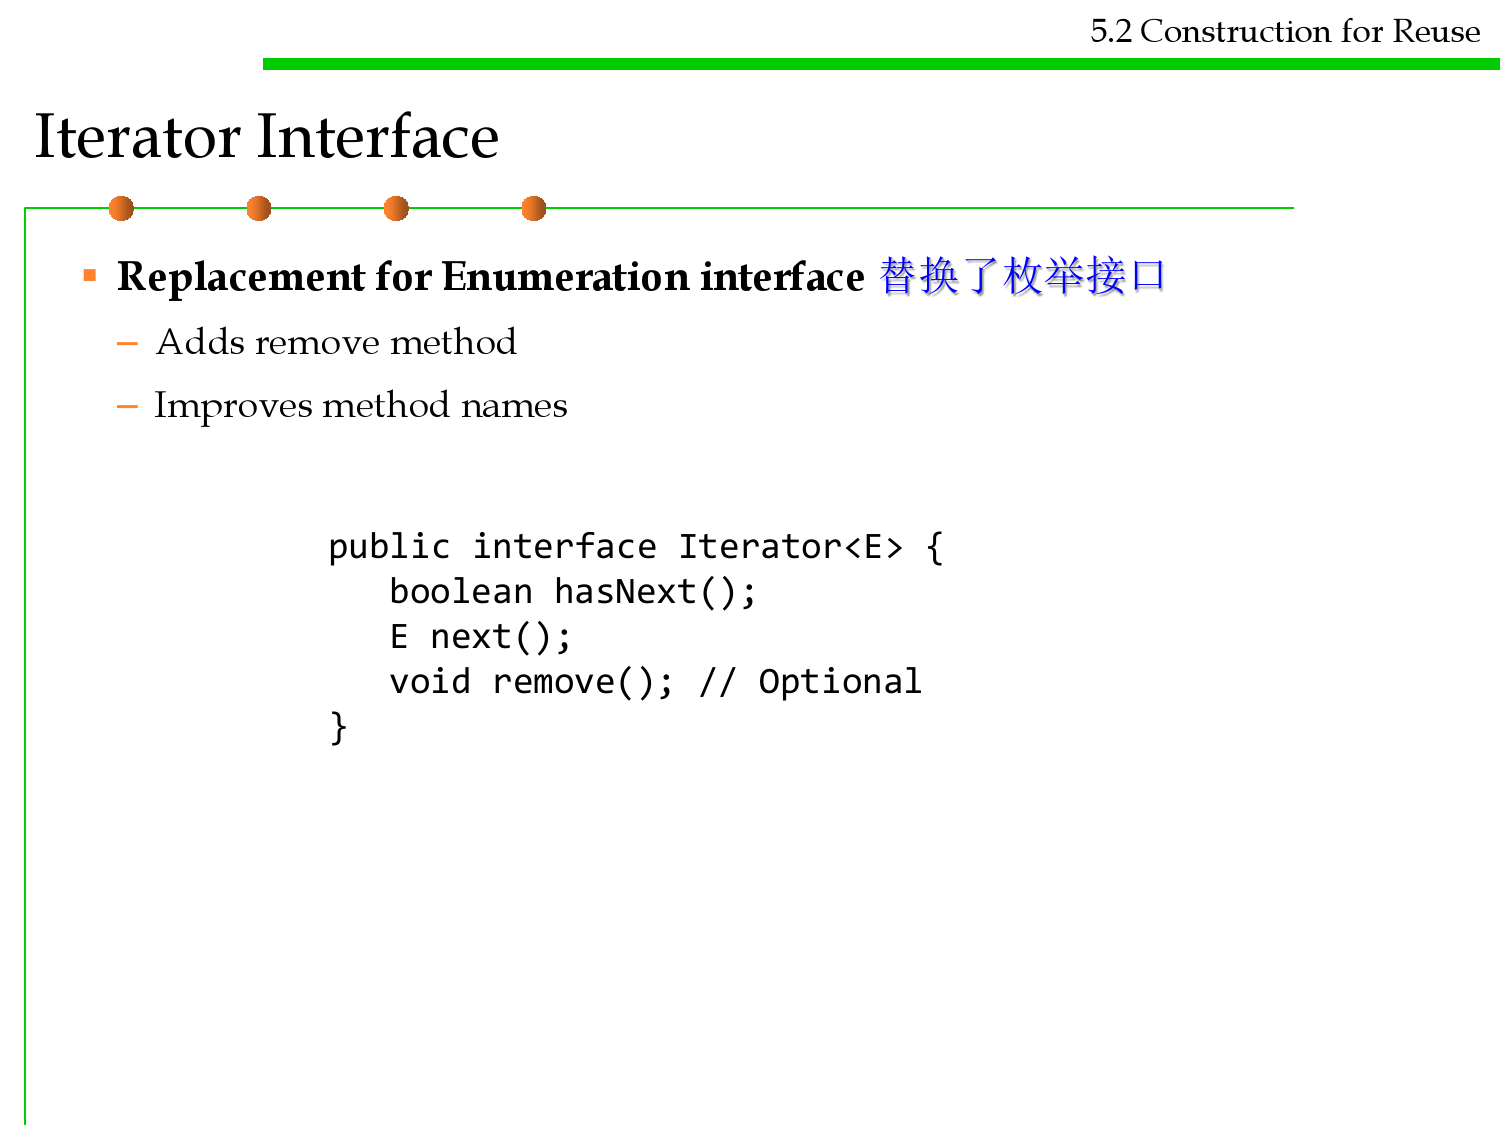 5.2 Construction for Reuse
Iterator Interface
▪ Replacement for Enumeration interface 替换了枚举接口
– Adds remove method
– Improves method names
public interface Iterator<E> {
   boolean hasNext();
   E next();
   void remove(); // Optional
}